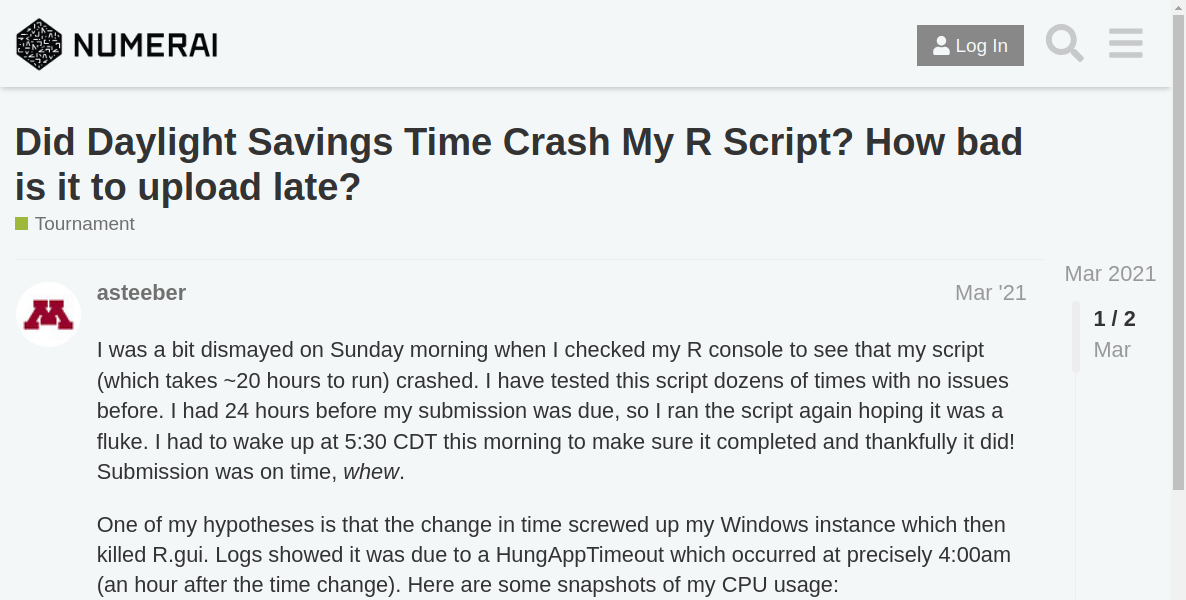 NUMERAI
Log In
Did Daylight Savings Time Crash My R Script? How bad
is it to upload late?
Tournament
asteeber
Mar '21
I was a bit dismayed on Sunday morning when I checked my R console to see that my script
(which takes ~20 hours to run) crashed. I have tested this script dozens of times with no issues
before. I had 24 hours before my submission was due, so I ran the script again hoping it was a
fluke. I had to wake up at 5:30 CDT this morning to make sure it completed and thankfully it did!
Submission was on time, whew.
One of my hypotheses is that the change in time screwed up my Windows instance which then
killed R.gui. Logs showed it was due to a HungAppTimeout which occurred at precisely 4:00am
(an hour after the time change). Here are some snapshots of my CPU usage:
Mar 2021
1 / 2
Mar